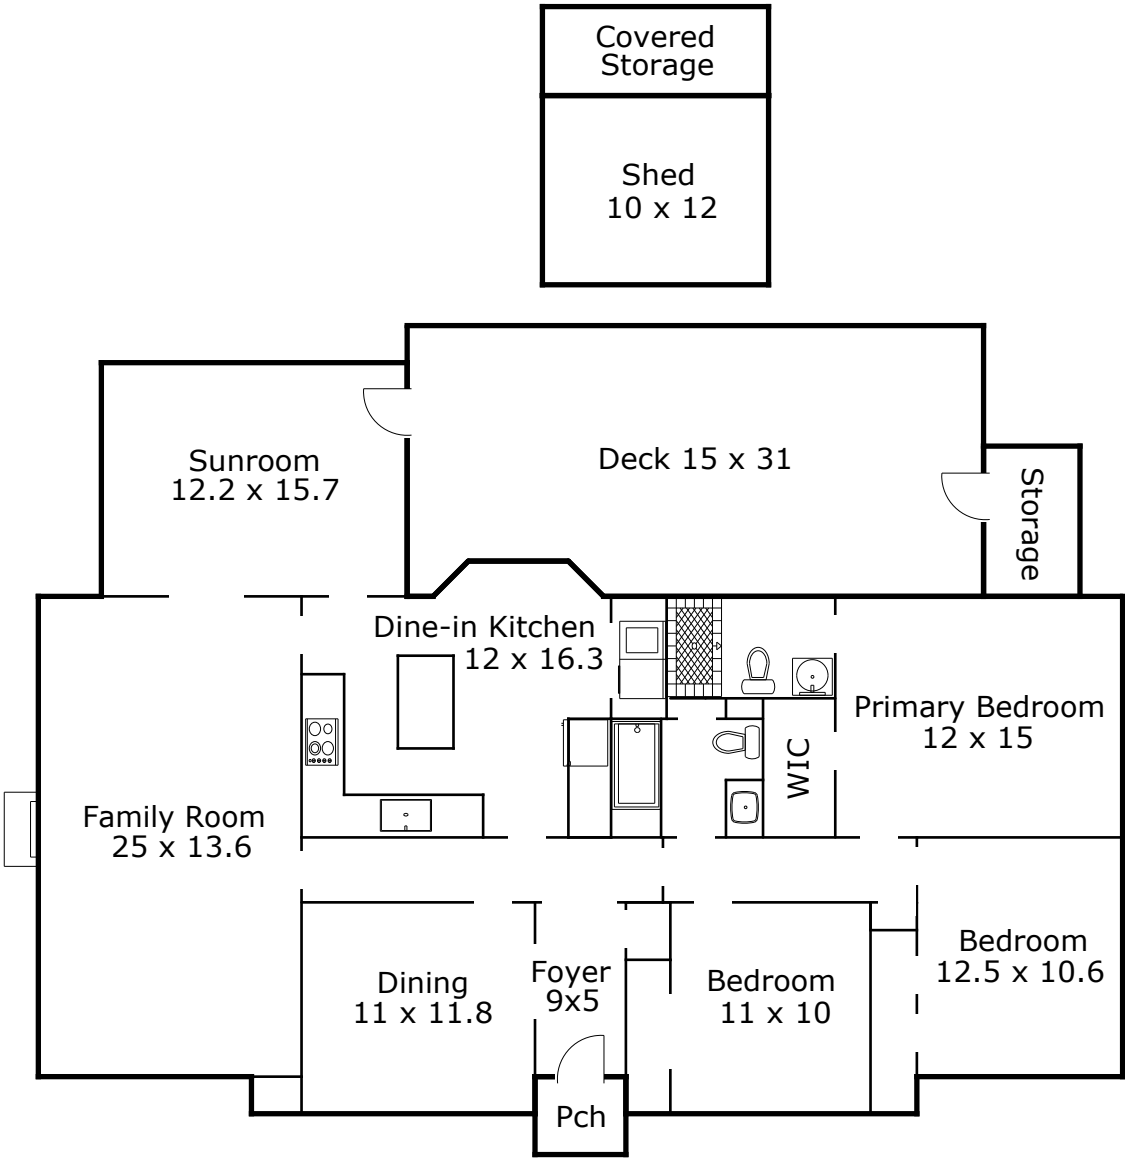 Covered
Storage
Shed
10 x 12
Sunroom
12.2 x 15.7
Deck 15 x 31
Storage
Dine-in Kitchen
12 x 16.3
Primary Bedroom
12 x 15
WIC
Family Room
25 x 13.6
Dining
11 x 11.8
Foyer
9x5
Bedroom
11 x 10
Bedroom
12.5 x 10.6
Pch